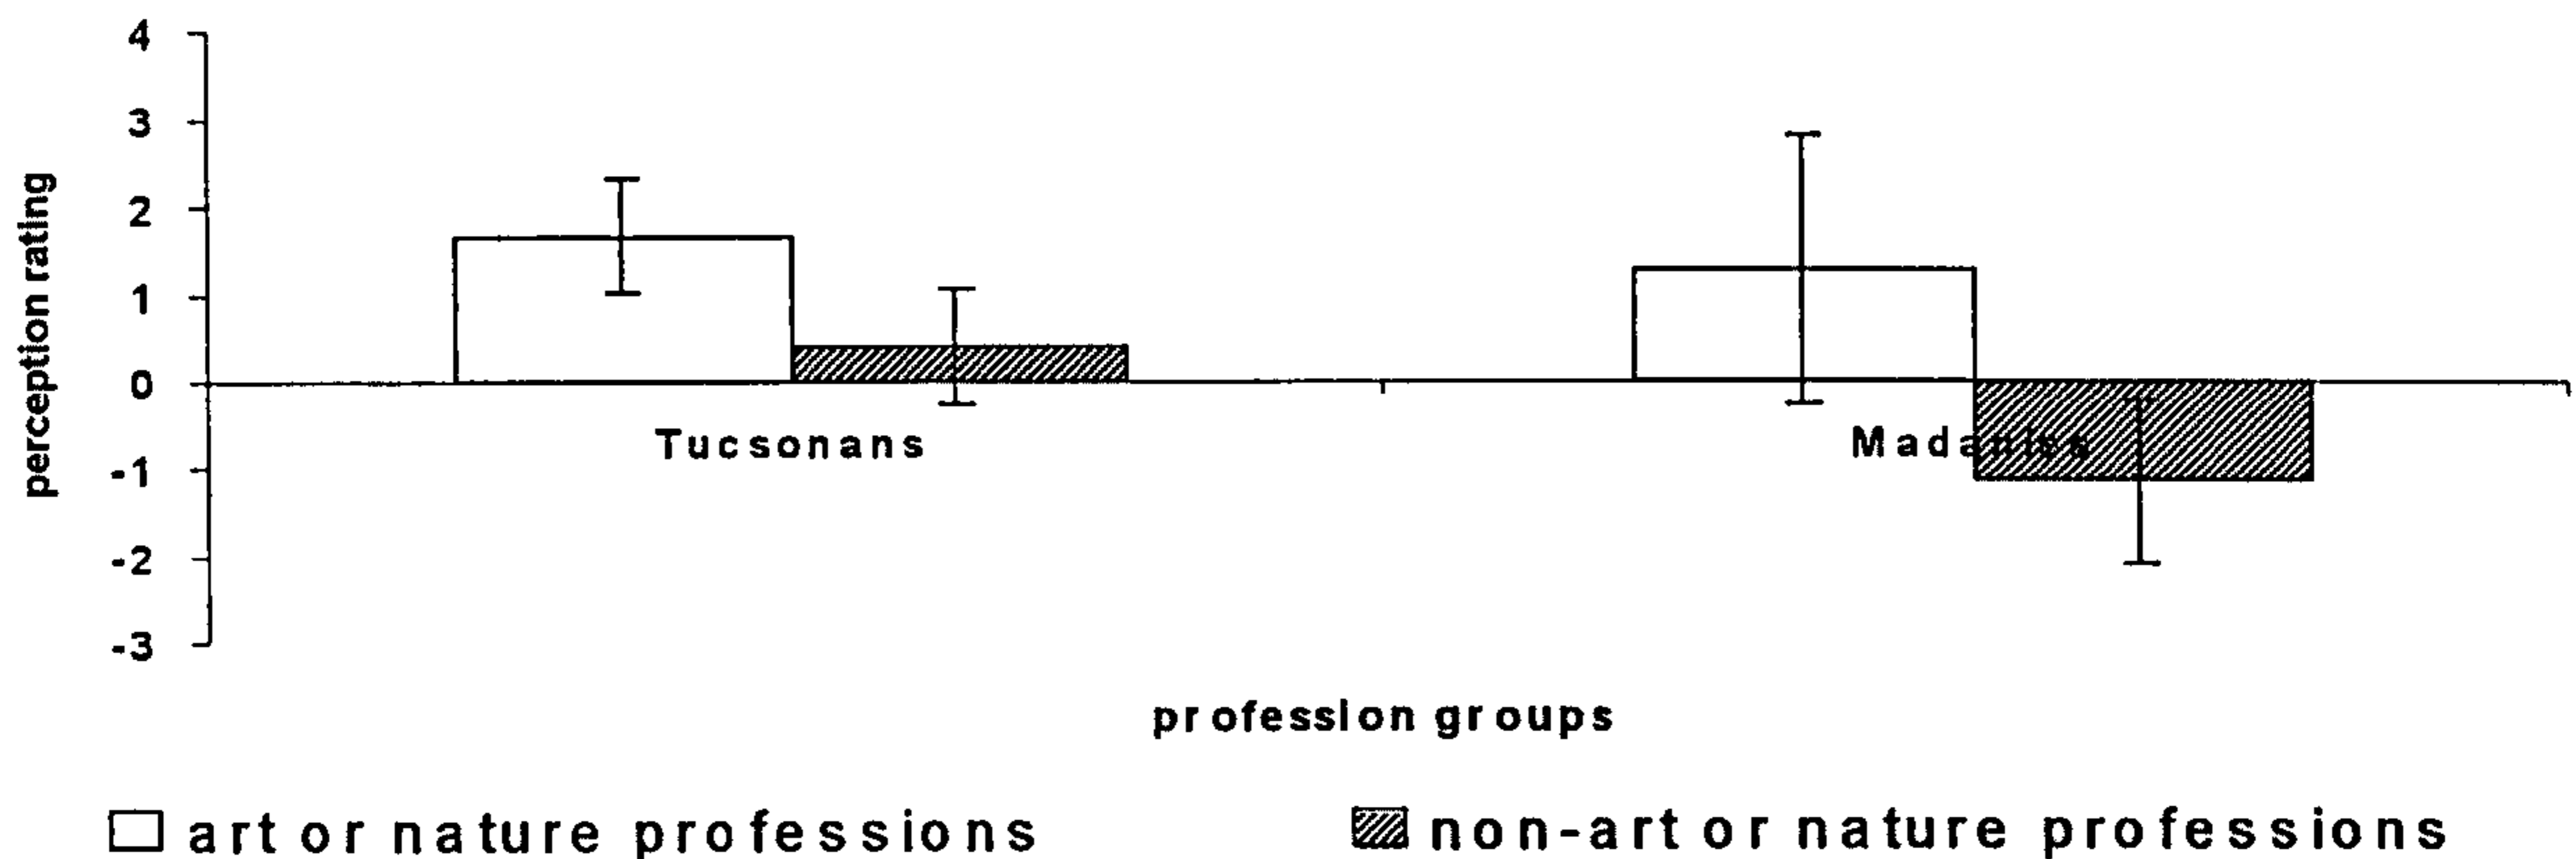 4
3
2
1
0
-1
-2
-3
perception rating
Tucsonans
Madanies
profession groups
art or nature professions
non-art or nature professions